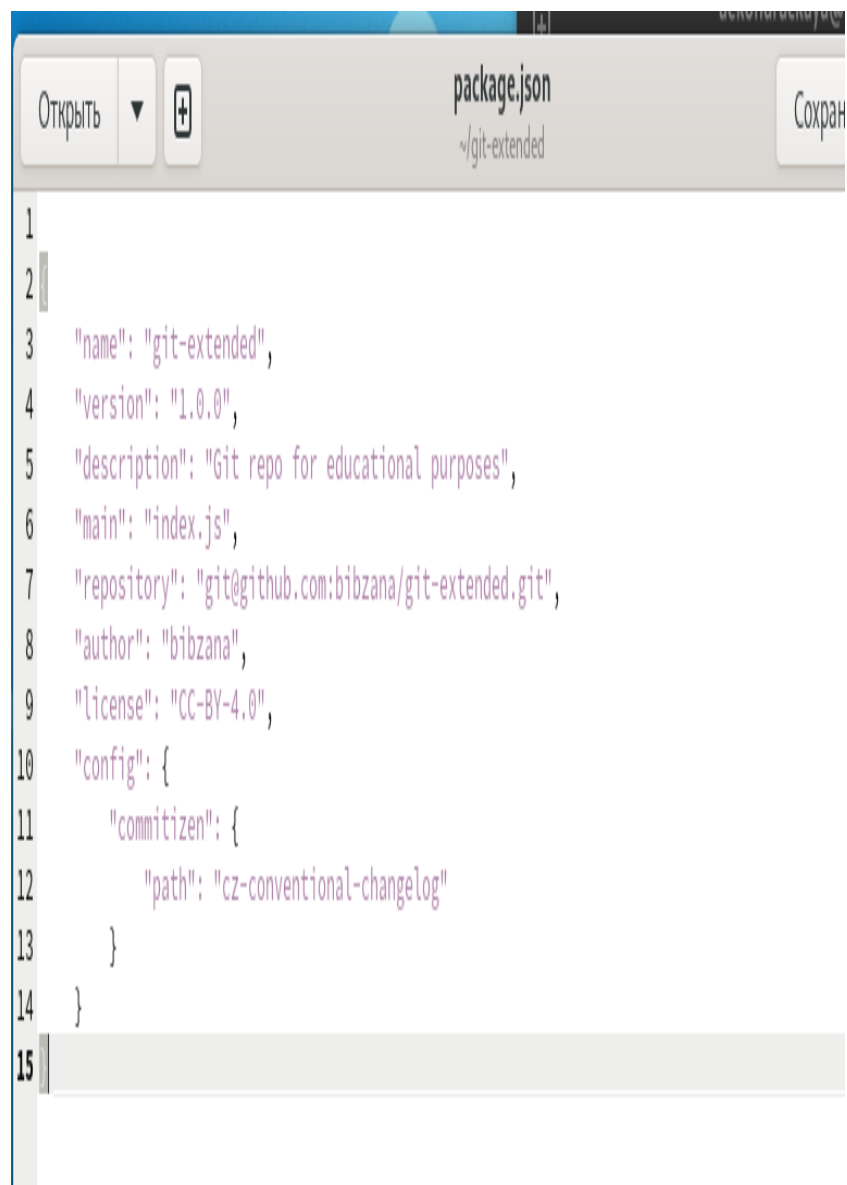 Открыть
package.json
~/git-extended
1
2 {
3 "name": "git-extended",
4 "version": "1.0.0",
5 "description": "Git repo for educational purposes",
6 "main": "index.js",
7 "repository": "git@github.com:bibzana/git-extended.git",
8 "author": "bibzana",
9 "license": "CC-BY-4.0",
10 "config": {
11 "commitizen": {
12 "path": "cz-conventional-changelog"
13 }
14 }
15 }